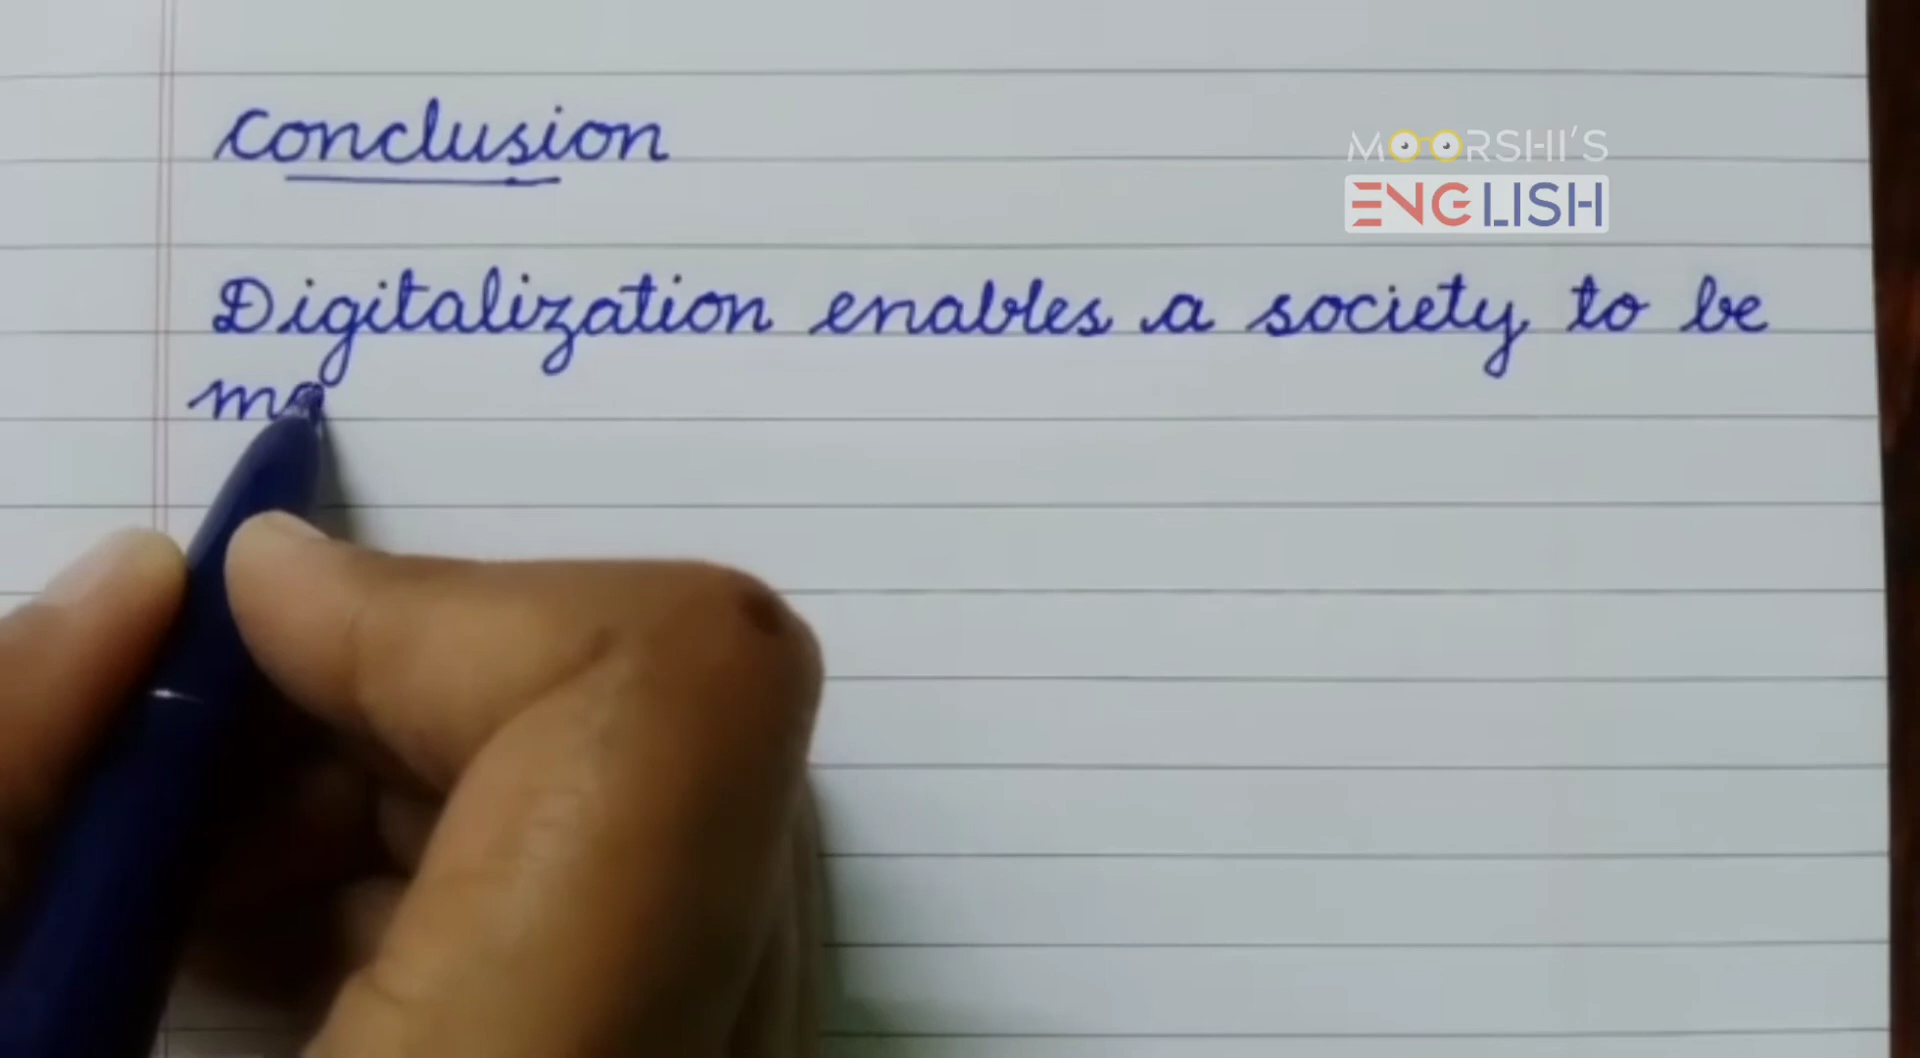 Conclusion
MOORSHI'S
ENGLISH
Digitalization enables a society to be